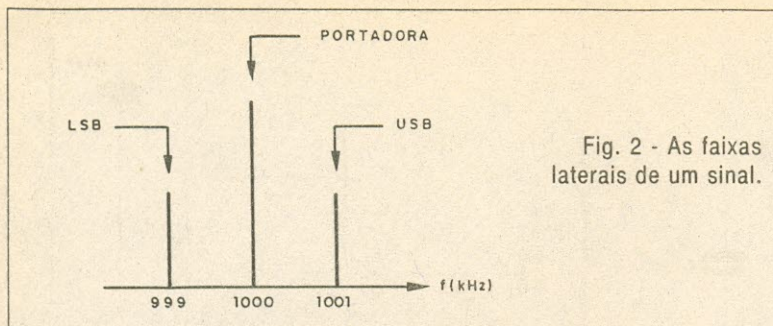 PORTADORA
LSB
USB
Fig. 2 - As faixas
laterais de um sinal.
f(kHz)
999 1000 1001